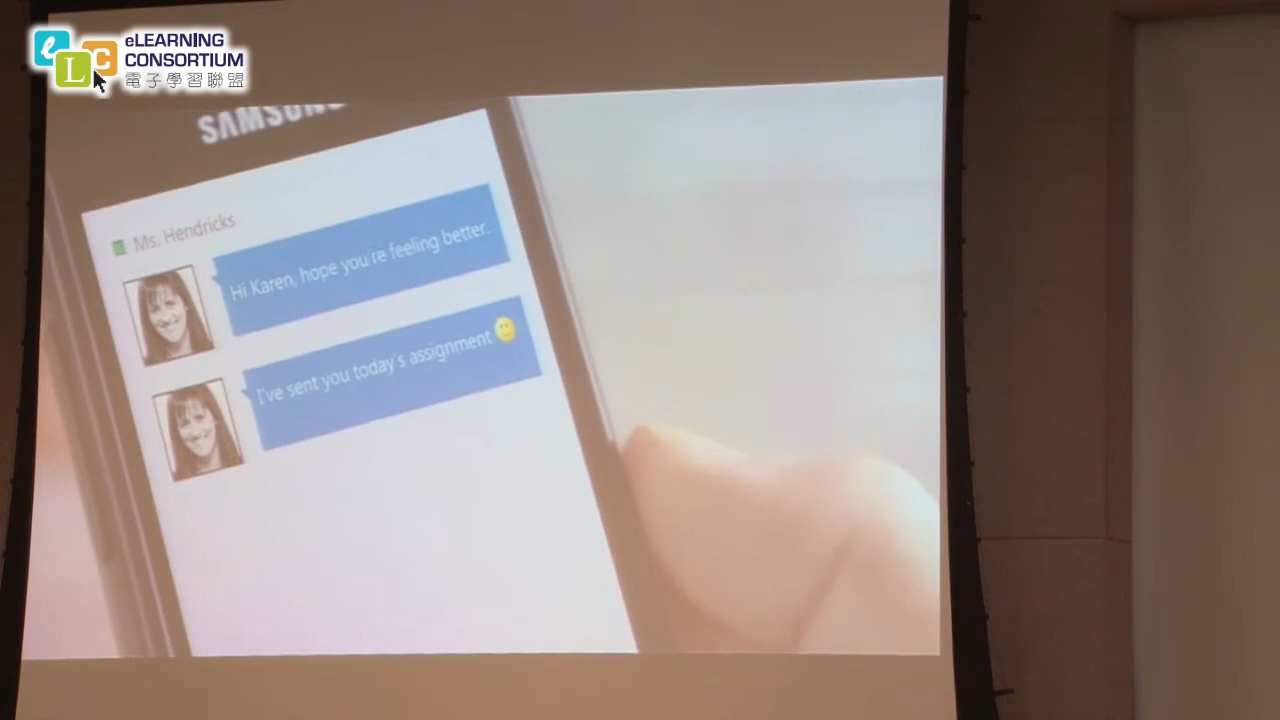 eLEARNING
CONSORTIUM
電子學習聯盟
e
L
C
SAMSUNG
Ms. Hendricks
Hi Karen, hope you're feeling better.
I've sent you today's assignment